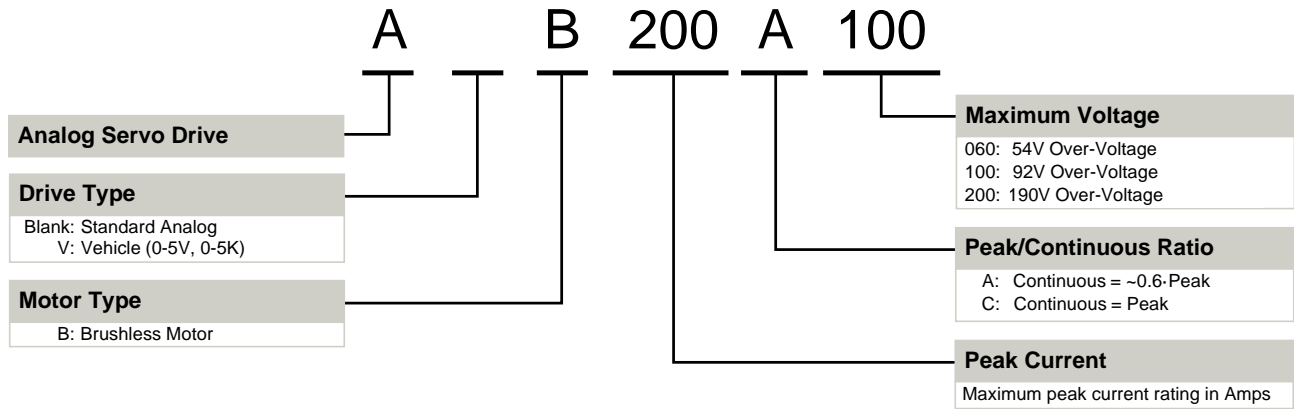 A B 200 A 100
Analog Servo Drive
Drive Type
Blank: Standard Analog
V: Vehicle (0-5V, 0-5K)
Motor Type
B: Brushless Motor
Maximum Voltage
060: 54V Over-Voltage
100: 92V Over-Voltage
200: 190V Over-Voltage
Peak/Continuous Ratio
A: Continuous = ~0.6·Peak
C: Continuous = Peak
Peak Current
Maximum peak current rating in Amps